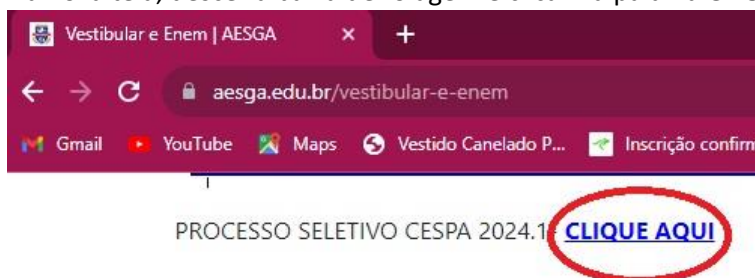 Vestibular e Enem | AESGA
aesga.edu.br/vestibular-e-enem
Gmail YouTube Maps Vestido Canelado P... Inscrição confirm
PROCESSO SELETIVO CESPA 2024.1 CLIQUE AQUI